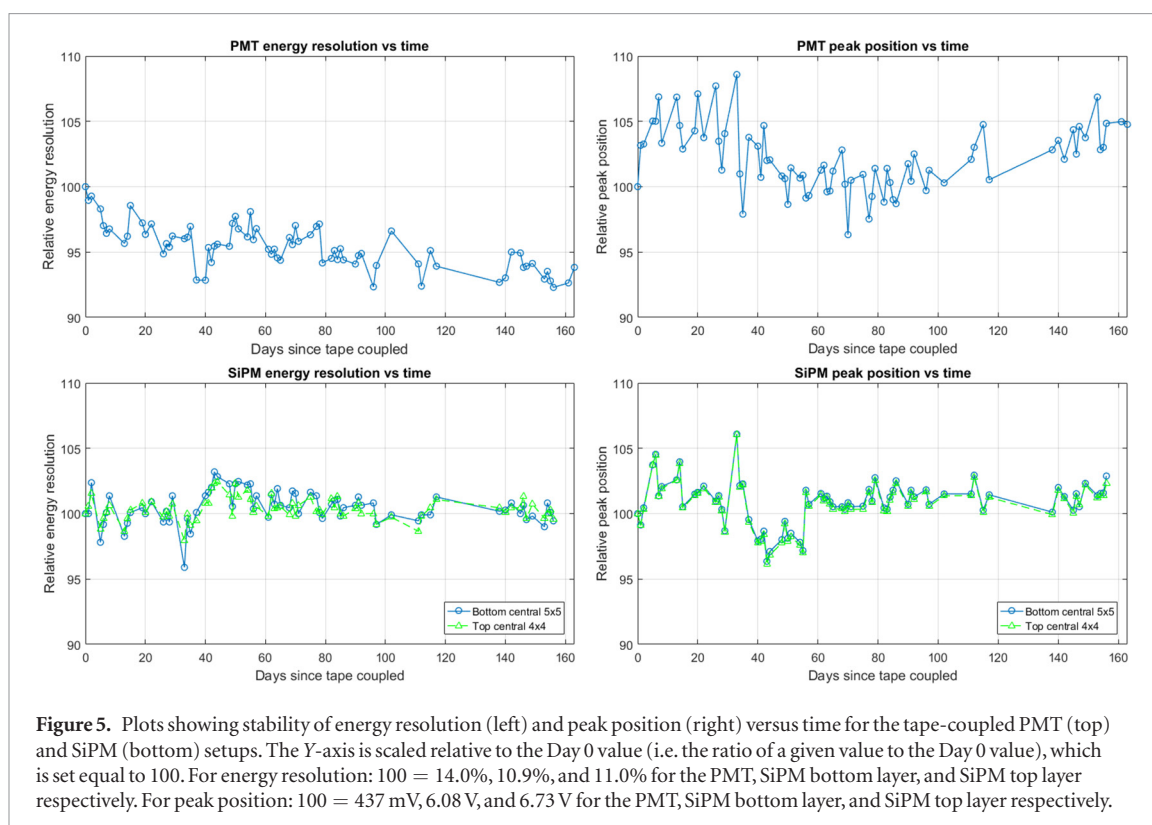 PMT energy resolution vs time
110
105
100
95
90
Relative energy resolution
0 20 40 60 80 100 120 140 160
Days since tape coupled
PMT peak position vs time
110
105
100
95
90
Relative peak position
0 20 40 60 80 100 120 140 160
Days since tape coupled
SiPM energy resolution vs time
110
105
100
95
90
Relative energy resolution
0 20 40 60 80 100 120 140 160
Days since tape coupled
Bottom central 5x5
Top central 4x4
SiPM peak position vs time
110
105
100
95
90
Relative peak position
0 20 40 60 80 100 120 140 160
Days since tape coupled
Bottom central 5x5
Top central 4x4
Figure 5. Plots showing stability of energy resolution (left) and peak position (right) versus time for the tape-coupled PMT (top)
and SiPM (bottom) setups. The Y-axis is scaled relative to the Day 0 value (i.e. the ratio of a given value to the Day 0 value), which
is set equal to 100. For energy resolution: 100 = 14.0%, 10.9%, and 11.0% for the PMT, SiPM bottom layer, and SiPM top layer
respectively. For peak position: 100 = 437 mV, 6.08 V, and 6.73 V for the PMT, SiPM bottom layer, and SiPM top layer respectively.